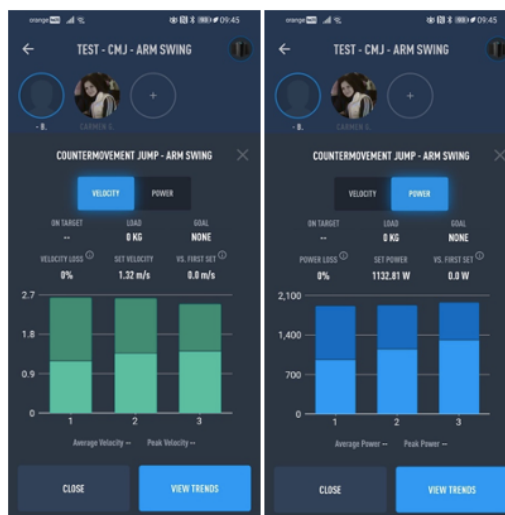 orange
09:45
TEST - CMJ - ARM SWING
- B.
CARMEN G.
+
COUNTERMOVEMENT JUMP - ARM SWING
VELOCITY
POWER
ON TARGET
LOAD
GOAL
--
0 KG
NONE
VELOCITY LOSS
SET VELOCITY
VS. FIRST SET
0%
1.32 m/s
0.0 m/s
2.7
1.8
0.9
0
1
2
3
Average Velocity --
Peak Velocity --
CLOSE
VIEW TRENDS
orange
09:45
TEST - CMJ - ARM SWING
- B.
CARMEN G.
+
COUNTERMOVEMENT JUMP - ARM SWING
VELOCITY
POWER
ON TARGET
LOAD
GOAL
--
0 KG
NONE
POWER LOSS
SET POWER
VS. FIRST SET
0%
1132.81 W
0.0 W
2,100
1,400
700
0
1
2
3
Average Power --
Peak Power --
CLOSE
VIEW TRENDS